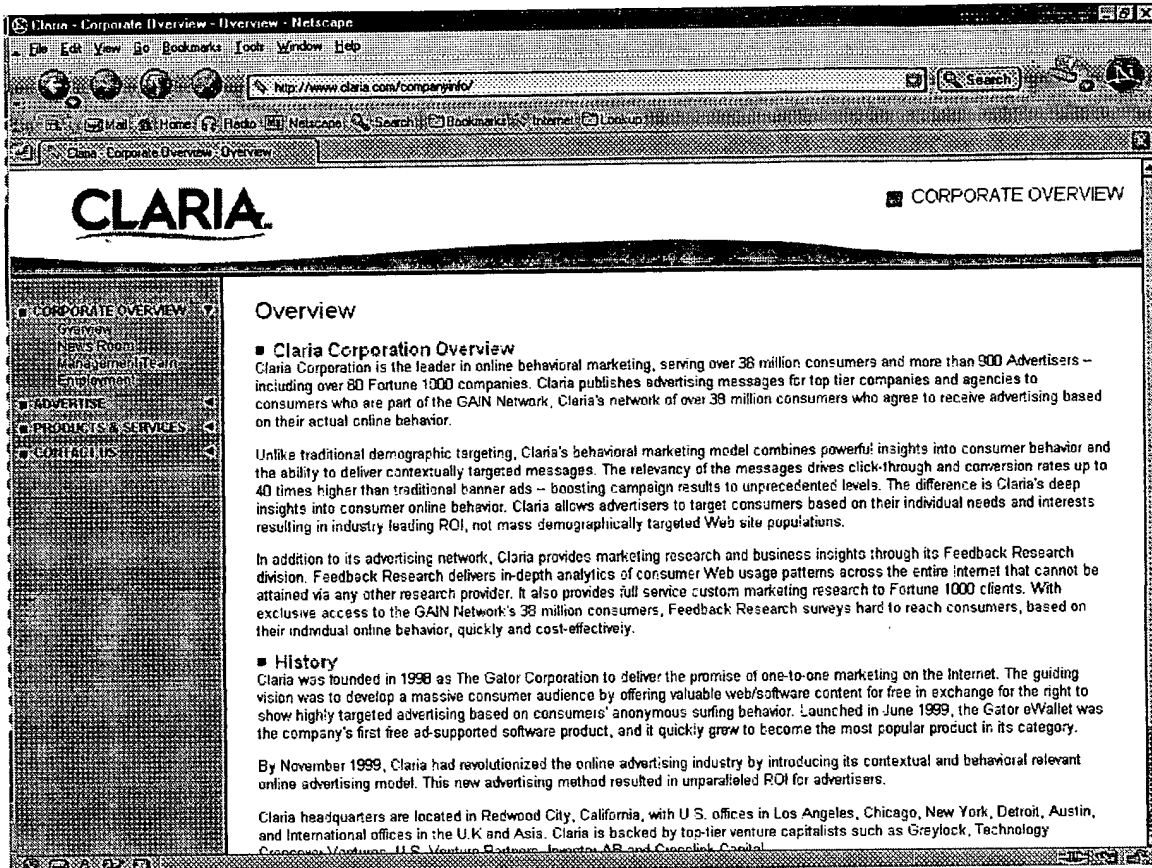 Claria - Corporate Overview - Overview - Netscape
File Edit View Go Bookmarks Tools Window Help
http://www.claria.com/companyinfo/ Search
Mail Home Radio Netscape Search Bookmarks Internet Lookup
Claria - Corporate Overview - Overview
CLARIA
CORPORATE OVERVIEW
CORPORATE OVERVIEW
Overview
News Room
Management Team
Employment
ADVERTISE
PRODUCTS & SERVICES
CONTACT US
Overview
Claria Corporation Overview
Claria Corporation is the leader in online behavioral marketing, serving over 38 million consumers and more than 900 Advertisers –
including over 80 Fortune 1000 companies. Claria publishes advertising messages for top tier companies and agencies to
consumers who are part of the GAIN Network, Claria's network of over 38 million consumers who agree to receive advertising based
on their actual online behavior.
Unlike traditional demographic targeting, Claria's behavioral marketing model combines powerful insights into consumer behavior and
the ability to deliver contextually targeted messages. The relevancy of the messages drives click-through and conversion rates up to
40 times higher than traditional banner ads – boosting campaign results to unprecedented levels. The difference is Claria's deep
insights into consumer online behavior. Claria allows advertisers to target consumers based on their individual needs and interests
resulting in industry leading ROI, not mass demographically targeted Web site populations.
In addition to its advertising network, Claria provides marketing research and business insights through its Feedback Research
division. Feedback Research delivers in-depth analytics of consumer Web usage patterns across the entire Internet that cannot be
attained via any other research provider. It also provides full service custom marketing research to Fortune 1000 clients. With
exclusive access to the GAIN Network's 38 million consumers, Feedback Research surveys hard to reach consumers, based on
their individual online behavior, quickly and cost-effectively.
History
Claria was founded in 1998 as The Gator Corporation to deliver the promise of one-to-one marketing on the Internet. The guiding
vision was to develop a massive consumer audience by offering valuable web/software content for free in exchange for the right to
show highly targeted advertising based on consumers' anonymous surfing behavior. Launched in June 1999, the Gator eWallet was
the company's first free ad-supported software product, and it quickly grew to become the most popular product in its category.
By November 1999, Claria had revolutionized the online advertising industry by introducing its contextual and behavioral relevant
online advertising model. This new advertising method resulted in unparalleled ROI for advertisers.
Claria headquarters are located in Redwood City, California, with U.S. offices in Los Angeles, Chicago, New York, Detroit, Austin,
and International offices in the U.K and Asia. Claria is backed by top-tier venture capitalists such as Greylock, Technology
Crossover Ventures, U.S. Venture Partners, Investor AB and Crosslink Capital